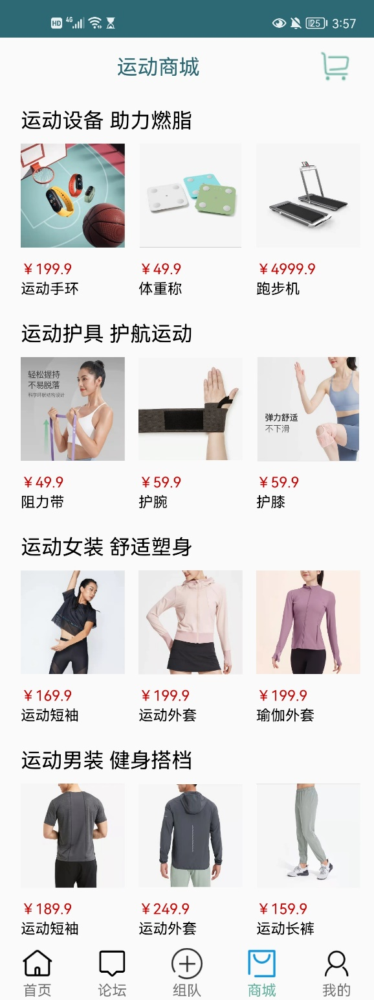 HD 4G 25 3:57
运动商城
运动设备 助力燃脂
￥199.9 ￥49.9 ￥4999.9
运动手环 体重称 跑步机
运动护具 护航运动
轻松握持
不易脱落
科学环状结构设计
弹力舒适
不下滑
￥49.9 ￥59.9 ￥59.9
阻力带 护腕 护膝
运动女装 舒适塑身
￥169.9 ￥199.9 ￥199.9
运动短袖 运动外套 瑜伽外套
运动男装 健身搭档
￥189.9 ￥249.9 ￥159.9
运动短袖 运动外套 运动长裤
首页 论坛 组队 商城 我的